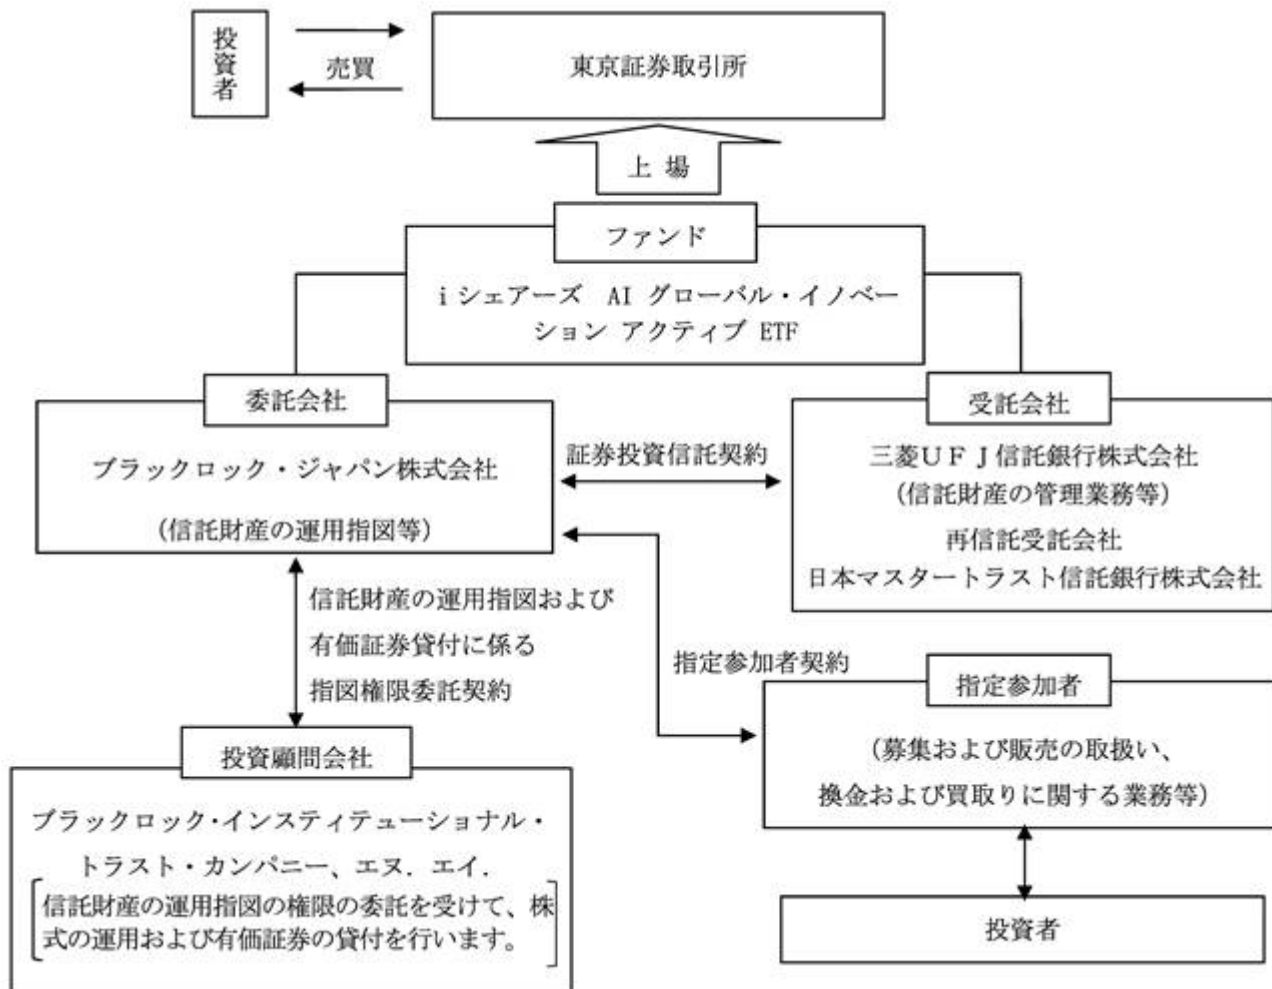 投資者
売買
東京証券取引所
上 場
ファンド
iシェアーズ AI グローバル・イノベー
ション アクティブ ETF
委託会社
ブラックロック・ジャパン株式会社
(信託財産の運用指図等)
証券投資信託契約
受託会社
三菱UFJ信託銀行株式会社
(信託財産の管理業務等)
再信託受託会社
日本マスタートラスト信託銀行株式会社
信託財産の運用指図および
有価証券貸付に係る
指図権限委託契約
指定参加者契約
指定参加者
(募集および販売の取扱い、
換金および買取りに関する業務等)
投資顧問会社
ブラックロック・インスティテューショナル・
トラスト・カンパニー、エヌ.エイ.
信託財産の運用指図の権限の委託を受けて、株
式の運用および有価証券の貸付を行います。
投資者